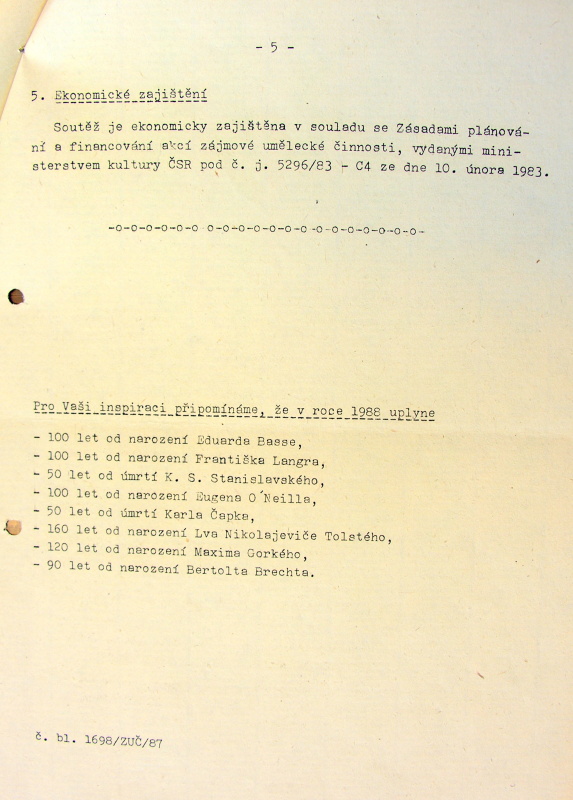 - 5 -
5. Ekonomické zajištění
Soutěž je ekonomicky zajištěna v souladu se Zásadami plánová-
ní a financování akcí zájmové umělecké činnosti, vydanými mini-
sterstvem kultury ČSR pod č. j. 5296/83 - C4 ze dne 10. února 1983.
-o-o-o-o-o-o o-o-o-o-o-o-o -o-o-o-o-o-o-o-
Pro Vaši inspiraci připomínáme, že v roce 1988 uplyne
- 100 let od narození Eduarda Basse,
- 100 let od narození Františka Langra,
- 50 let od úmrtí K. S. Stanislavského,
- 100 let od narození Eugena O´Neilla,
- 50 let od úmrtí Karla Čapka,
- 160 let od narození Lva Nikolajeviče Tolstého,
- 120 let od narození Maxima Gorkého,
- 90 let od narození Bertolta Brechta.
č. bl. 1698/ZUČ/87